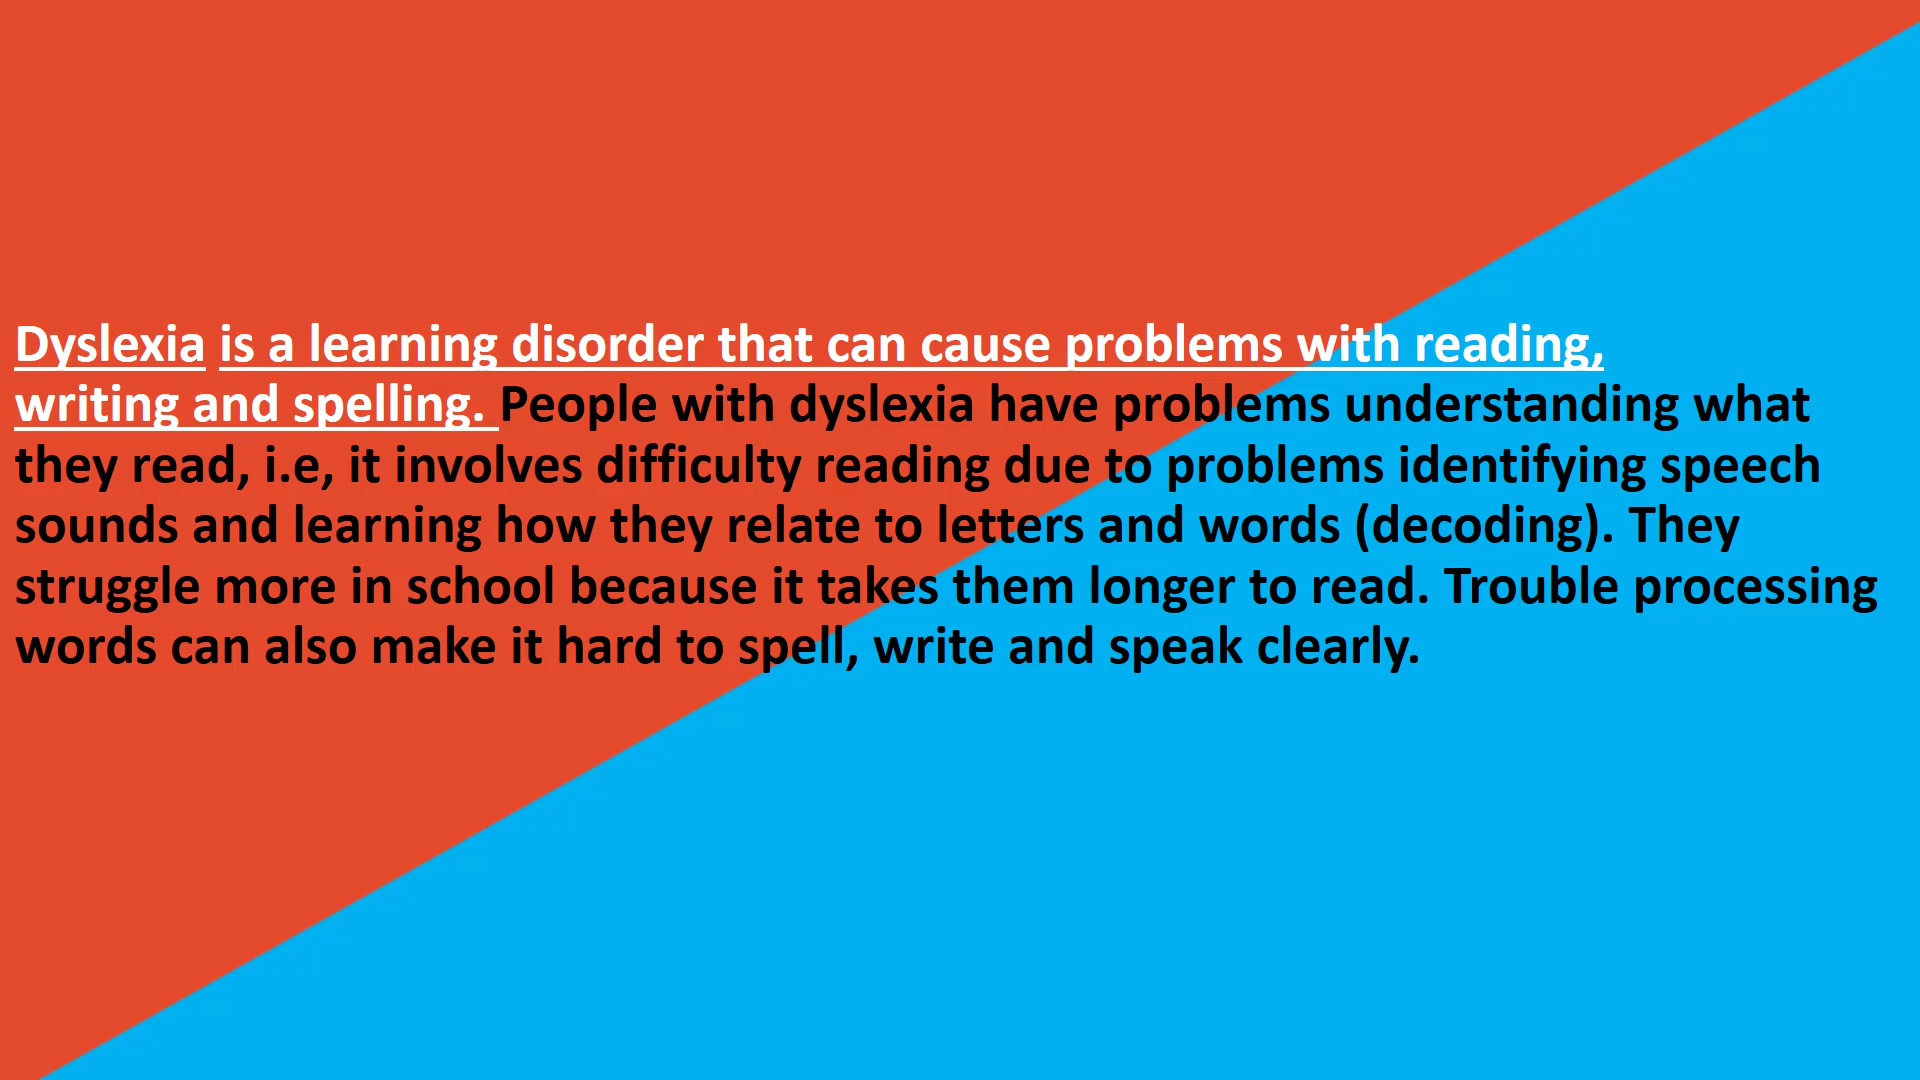 Dyslexia is a learning disorder that can cause problems with reading,
writing and spelling. People with dyslexia have problems understanding what
they read, i.e, it involves difficulty reading due to problems identifying speech
sounds and learning how they relate to letters and words (decoding). They
struggle more in school because it takes them longer to read. Trouble processing
words can also make it hard to spell, write and speak clearly.